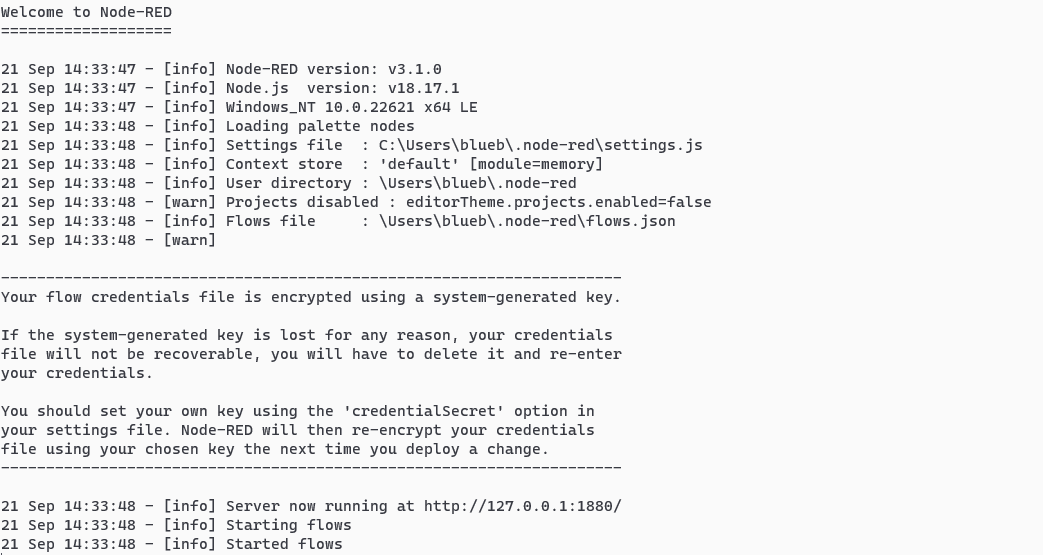 Welcome to Node-RED
===================
21 Sep 14:33:47 - [info] Node-RED version: v3.1.0
21 Sep 14:33:47 - [info] Node.js  version: v18.17.1
21 Sep 14:33:47 - [info] Windows_NT 10.0.22621 x64 LE
21 Sep 14:33:48 - [info] Loading palette nodes
21 Sep 14:33:48 - [info] Settings file  : C:\Users\blueb\.node-red\settings.js
21 Sep 14:33:48 - [info] Context store  : 'default' [module=memory]
21 Sep 14:33:48 - [info] User directory : \Users\blueb\.node-red
21 Sep 14:33:48 - [warn] Projects disabled : editorTheme.projects.enabled=false
21 Sep 14:33:48 - [info] Flows file     : \Users\blueb\.node-red\flows.json
21 Sep 14:33:48 - [warn]
---------------------------------------------------------------------
Your flow credentials file is encrypted using a system-generated key.
If the system-generated key is lost for any reason, your credentials
file will not be recoverable, you will have to delete it and re-enter
your credentials.
You should set your own key using the 'credentialSecret' option in
your settings file. Node-RED will then re-encrypt your credentials
file using your chosen key the next time you deploy a change.
---------------------------------------------------------------------
21 Sep 14:33:48 - [info] Server now running at http://127.0.0.1:1880/
21 Sep 14:33:48 - [info] Starting flows
21 Sep 14:33:48 - [info] Started flows